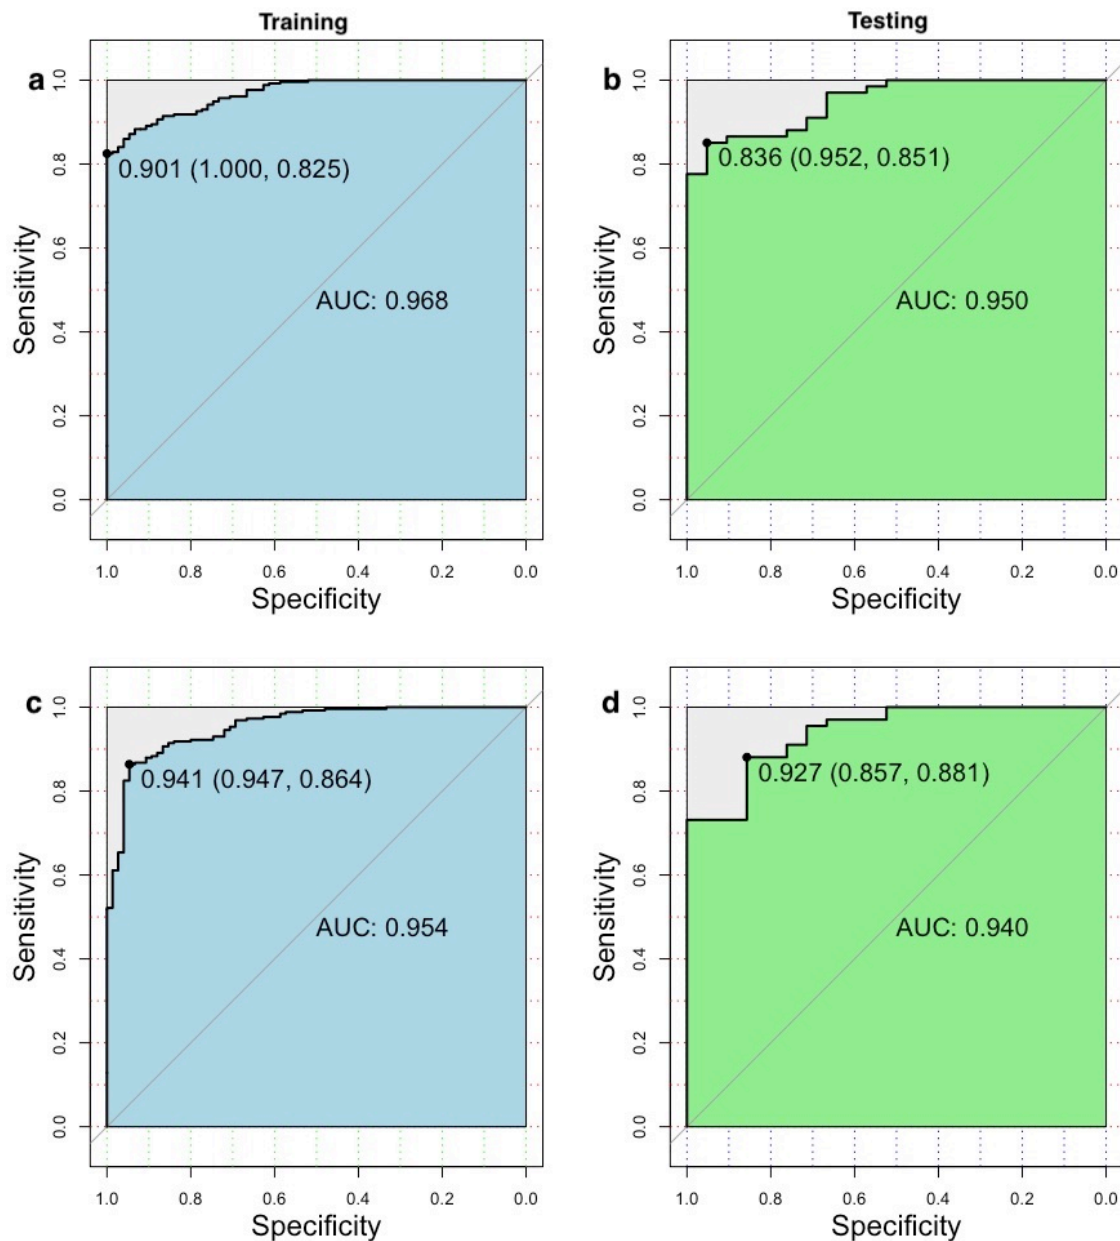 Training
a
1.0
0.8
0.6
0.4
0.2
0.0
Sensitivity
0.901 (1.000, 0.825)
AUC: 0.968
1.0 0.8 0.6 0.4 0.2 0.0
Specificity
Testing
b
1.0
0.8
0.6
0.4
0.2
0.0
Sensitivity
0.836 (0.952, 0.851)
AUC: 0.950
1.0 0.8 0.6 0.4 0.2 0.0
Specificity
c
1.0
0.8
0.6
0.4
0.2
0.0
Sensitivity
0.941 (0.947, 0.864)
AUC: 0.954
1.0 0.8 0.6 0.4 0.2 0.0
Specificity
d
1.0
0.8
0.6
0.4
0.2
0.0
Sensitivity
0.927 (0.857, 0.881)
AUC: 0.940
1.0 0.8 0.6 0.4 0.2 0.0
Specificity